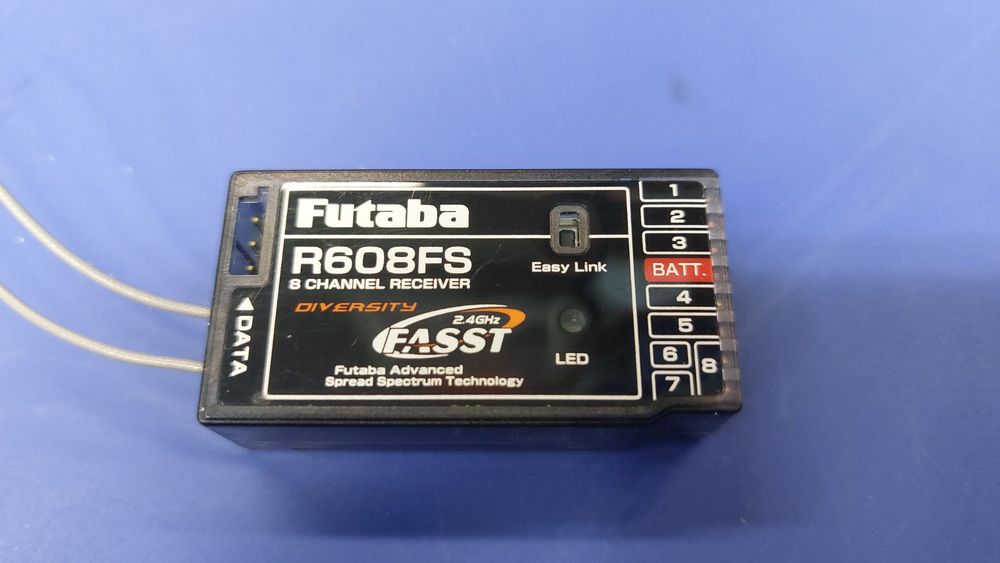 Futaba
R608FS
8 CHANNEL RECEIVER
DIVERSITY
2.4GHz
FASST
Futaba Advanced
Spread Spectrum Technology
Easy Link
LED
◀DATA
1
2
3
BATT.
4
5
6
7
8